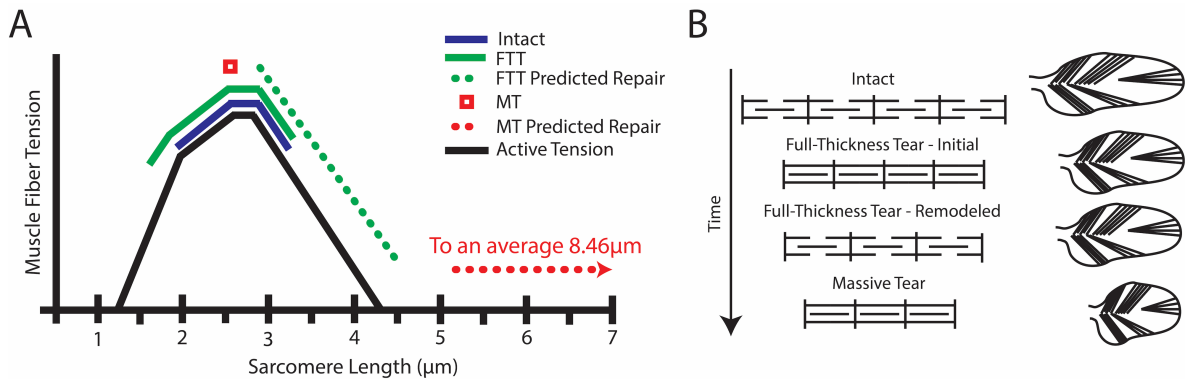 A
Muscle Fiber Tension
Intact
FTT
FTT Predicted Repair
MT
MT Predicted Repair
Active Tension
To an average 8.46µm
1 2 3 4 5 6 7
Sarcomere Length (µm)
B
Time
Intact
Full-Thickness Tear - Initial
Full-Thickness Tear - Remodeled
Massive Tear